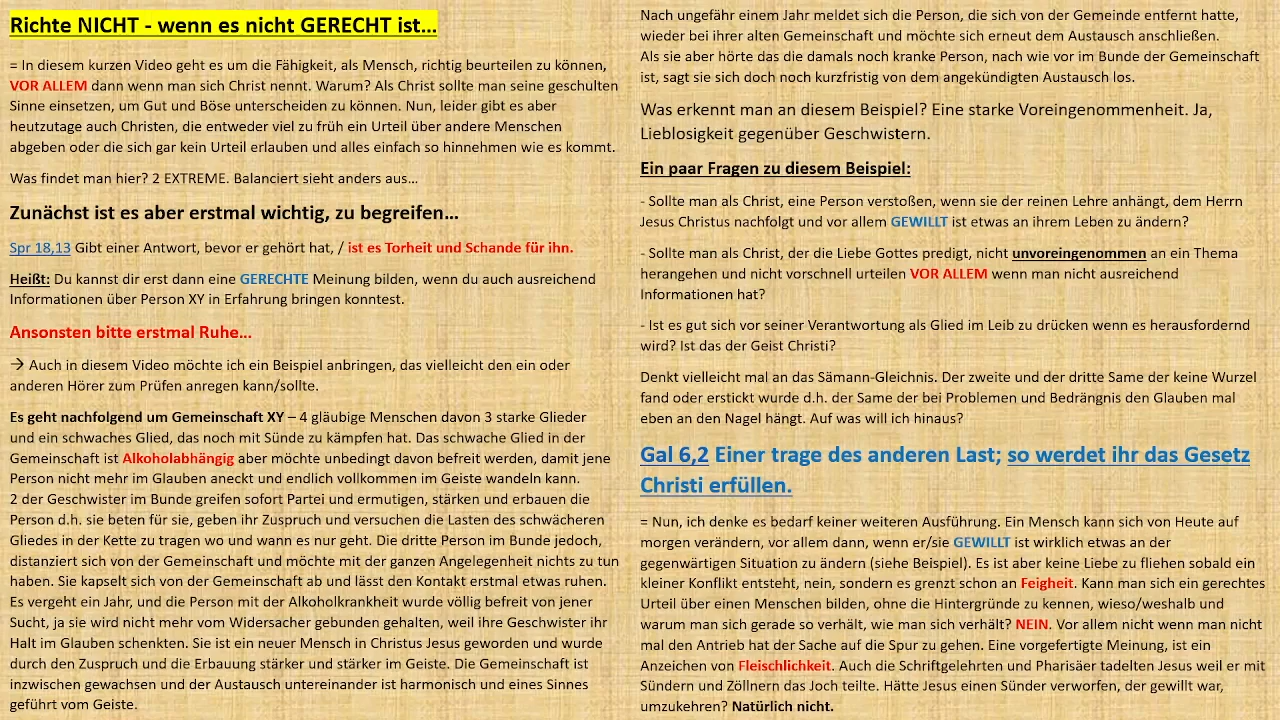 Richte NICHT - wenn es nicht GERECHT ist...
= In diesem kurzen Video geht es um die Fähigkeit, als Mensch, richtig beurteilen zu können,
VOR ALLEM dann wenn man sich Christ nennt. Warum? Als Christ sollte man seine geschulten
Sinne einsetzen, um Gut und Böse unterscheiden zu können. Nun, leider gibt es aber
heutzutage auch Christen, die entweder viel zu früh ein Urteil über andere Menschen
abgeben oder die sich gar kein Urteil erlauben und alles einfach so hinnehmen wie es kommt.
Was findet man hier? 2 EXTREME. Balanciert sieht anders aus...
Zunächst ist es aber erstmal wichtig, zu begreifen...
Spr 18,13 Gibt einer Antwort, bevor er gehört hat, / ist es Torheit und Schande für ihn.
Heißt: Du kannst dir erst dann eine GERECHTE Meinung bilden, wenn du auch ausreichend
Informationen über Person XY in Erfahrung bringen konntest.
Ansonsten bitte erstmal Ruhe...
→ Auch in diesem Video möchte ich ein Beispiel anbringen, das vielleicht den ein oder
anderen Hörer zum Prüfen anregen kann/sollte.
Es geht nachfolgend um Gemeinschaft XY – 4 gläubige Menschen davon 3 starke Glieder
und ein schwaches Glied, das noch mit Sünde zu kämpfen hat. Das schwache Glied in der
Gemeinschaft ist Alkoholabhängig aber möchte unbedingt davon befreit werden, damit jene
Person nicht mehr im Glauben aneckt und endlich vollkommen im Geiste wandeln kann.
2 der Geschwister im Bunde greifen sofort Partei und ermutigen, stärken und erbauen die
Person d.h. sie beten für sie, geben ihr Zuspruch und versuchen die Lasten des schwächeren
Gliedes in der Kette zu tragen wo und wann es nur geht. Die dritte Person im Bunde jedoch,
distanziert sich von der Gemeinschaft und möchte mit der ganzen Angelegenheit nichts zu tun
haben. Sie kapselt sich von der Gemeinschaft ab und lässt den Kontakt erstmal etwas ruhen.
Es vergeht ein Jahr, und die Person mit der Alkoholkrankheit wurde völlig befreit von jener
Sucht, ja sie wird nicht mehr vom Widersacher gebunden gehalten, weil ihre Geschwister ihr
Halt im Glauben schenkten. Sie ist ein neuer Mensch in Christus Jesus geworden und wurde
durch den Zuspruch und die Erbauung stärker und stärker im Geiste. Die Gemeinschaft ist
inzwischen gewachsen und der Austausch untereinander ist harmonisch und eines Sinnes
geführt vom Geiste.
Nach ungefähr einem Jahr meldet sich die Person, die sich von der Gemeinde entfernt hatte,
wieder bei ihrer alten Gemeinschaft und möchte sich erneut dem Austausch anschließen.
Als sie aber hörte das die damals noch kranke Person, nach wie vor im Bunde der Gemeinschaft
ist, sagt sie sich doch noch kurzfristig von dem angekündigten Austausch los.
Was erkennt man an diesem Beispiel? Eine starke Voreingenommenheit. Ja,
Lieblosigkeit gegenüber Geschwistern.
Ein paar Fragen zu diesem Beispiel:
- Sollte man als Christ, eine Person verstoßen, wenn sie der reinen Lehre anhängt, dem Herrn
Jesus Christus nachfolgt und vor allem GEWILLT ist etwas an ihrem Leben zu ändern?
- Sollte man als Christ, der die Liebe Gottes predigt, nicht unvoreingenommen an ein Thema
herangehen und nicht vorschnell urteilen VOR ALLEM wenn man nicht ausreichend
Informationen hat?
- Ist es gut sich vor seiner Verantwortung als Glied im Leib zu drücken wenn es herausfordernd
wird? Ist das der Geist Christi?
Denkt vielleicht mal an das Sämann-Gleichnis. Der zweite und der dritte Same der keine Wurzel
fand oder erstickt wurde d.h. der Same der bei Problemen und Bedrängnis den Glauben mal
eben an den Nagel hängt. Auf was will ich hinaus?
Gal 6,2 Einer trage des anderen Last; so werdet ihr das Gesetz
Christi erfüllen.
= Nun, ich denke es bedarf keiner weiteren Ausführung. Ein Mensch kann sich von Heute auf
morgen verändern, vor allem dann, wenn er/sie GEWILLT ist wirklich etwas an der
gegenwärtigen Situation zu ändern (siehe Beispiel). Es ist aber keine Liebe zu fliehen sobald ein
kleiner Konflikt entsteht, nein, sondern es grenzt schon an Feigheit. Kann man sich ein gerechtes
Urteil über einen Menschen bilden, ohne die Hintergründe zu kennen, wieso/weshalb und
warum man sich gerade so verhält, wie man sich verhält? NEIN. Vor allem nicht wenn man nicht
mal den Antrieb hat der Sache auf die Spur zu gehen. Eine vorgefertigte Meinung, ist ein
Anzeichen von Fleischlichkeit. Auch die Schriftgelehrten und Pharisäer tadelten Jesus weil er mit
Sündern und Zöllnern das Joch teilte. Hätte Jesus einen Sünder verworfen, der gewillt war,
umzukehren? Natürlich nicht.